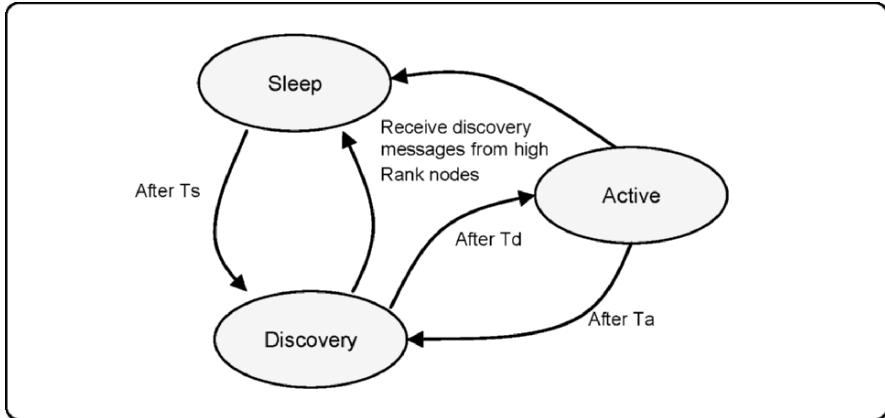 Sleep
Receive discovery
messages from high
Rank nodes
After Ts
Active
After Td
After Ta
Discovery